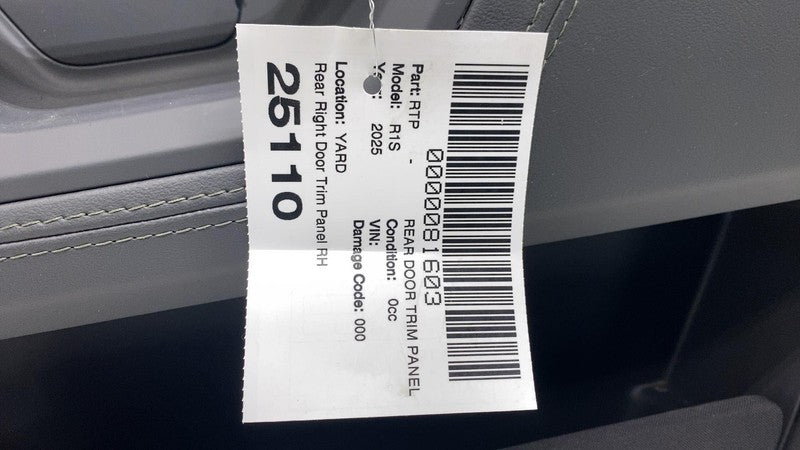 0000081603
Part: RTP - REAR DOOR TRIM PANEL
Model: R1S Condition: 0cc
Year: 2025 VIN:
Damage Code: 000
Location: YARD
Rear Right Door Trim Panel RH
25110